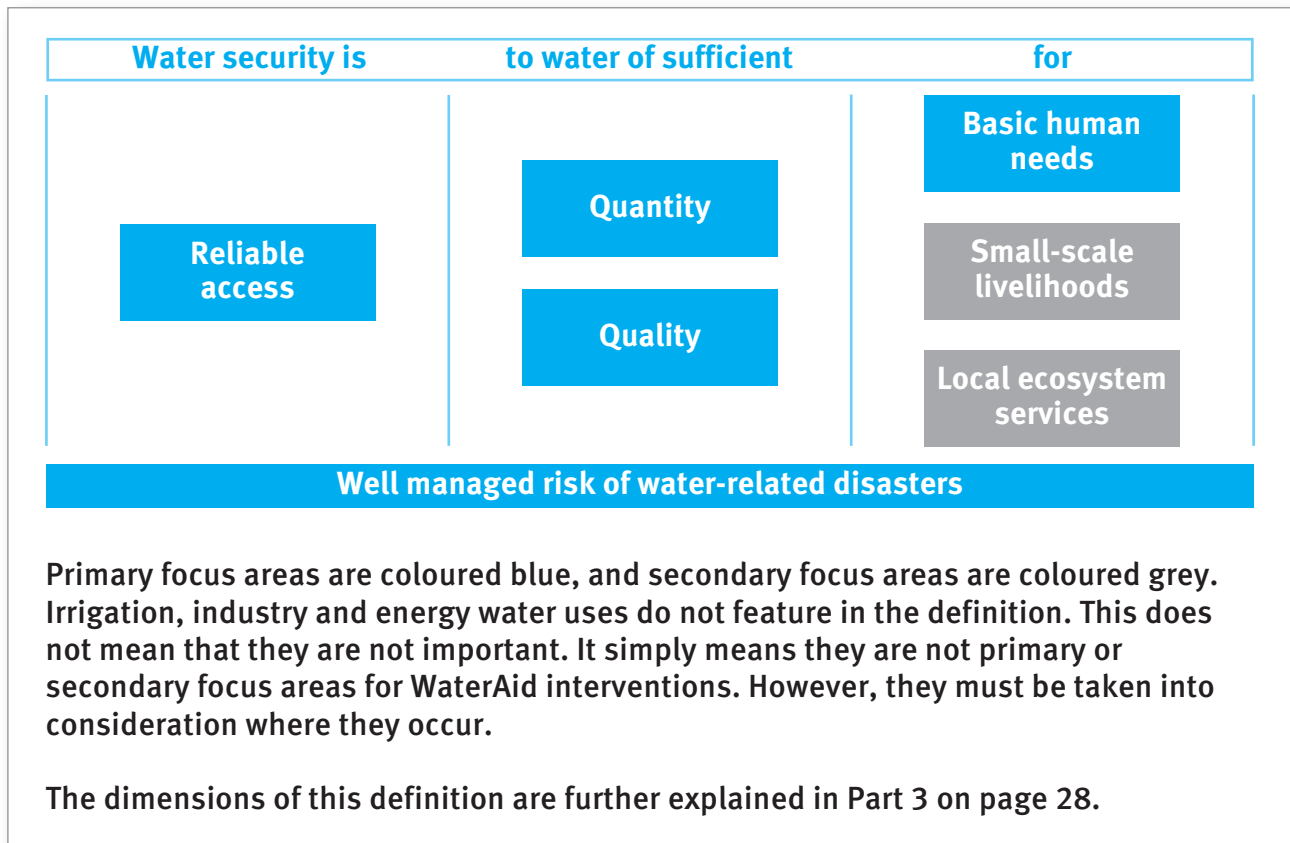 Water security is to water of sufficient for
Reliable
access
Quantity
Quality
Basic human
needs
Small-scale
livelihoods
Local ecosystem
services
Well managed risk of water-related disasters
Primary focus areas are coloured blue, and secondary focus areas are coloured grey.
Irrigation, industry and energy water uses do not feature in the definition. This does
not mean that they are not important. It simply means they are not primary or
secondary focus areas for WaterAid interventions. However, they must be taken into
consideration where they occur.
The dimensions of this definition are further explained in Part 3 on page 28.